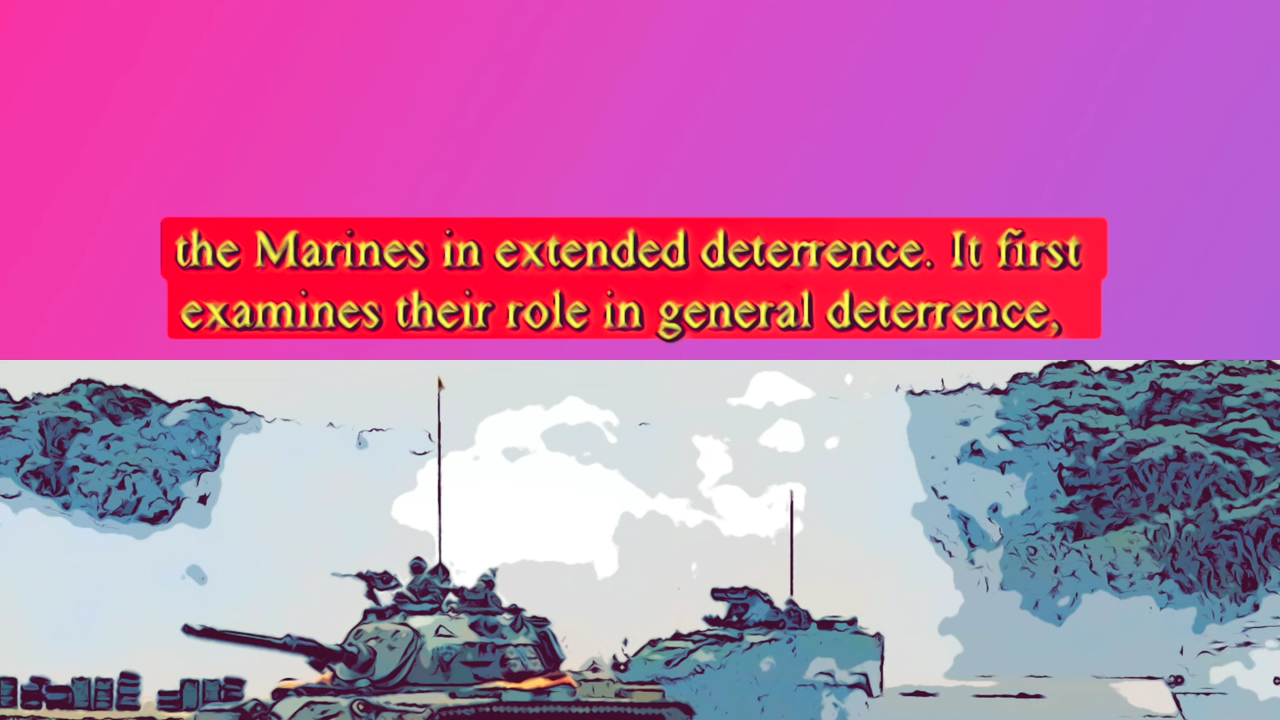 the Marines in extended deterrence. It first
examines their role in general deterrence,